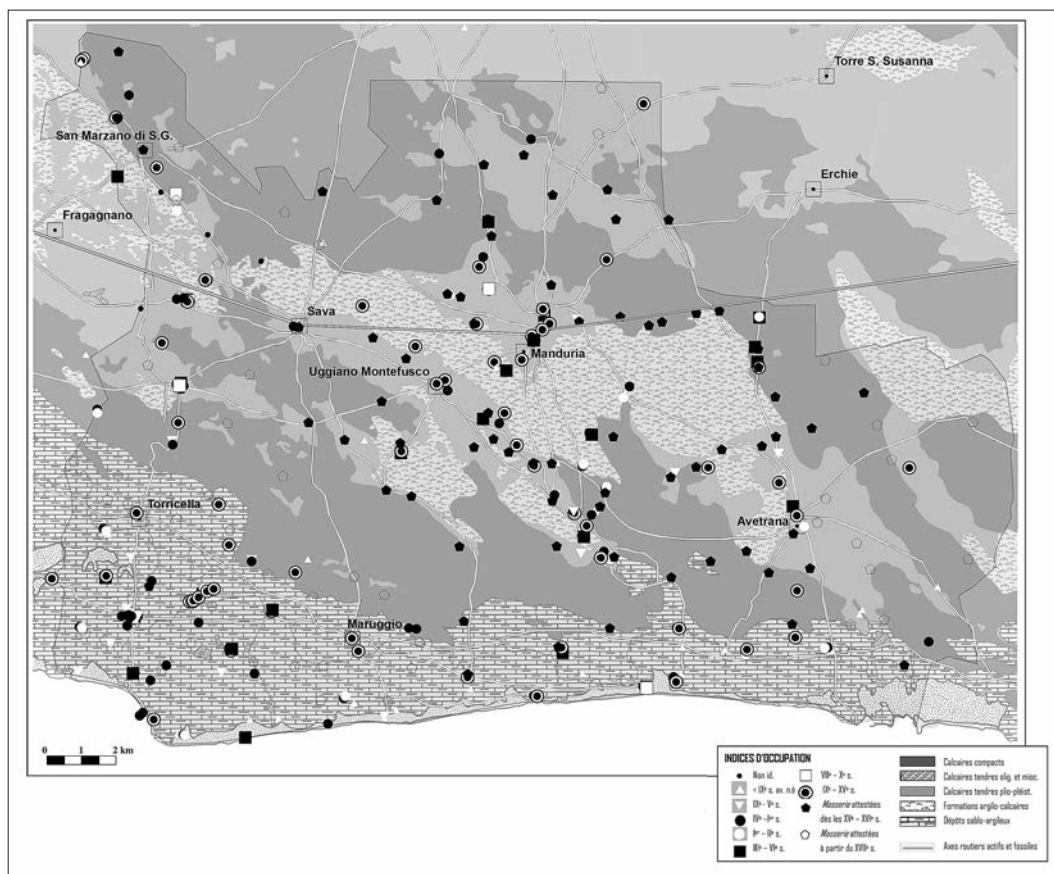 Torre S. Susanna
San Marzano di S.G.
Erchie
Fragagnano
Sava
Manduria
Uggiano Montefusco
Torricella
Avetrana
Maruggio
0 1 2 km
INDICES D'OCCUPATION
Non id.
< IXe s. av. n.è
IXe - Ve s.
IVe - Ier s.
Ier - IIe s.
IIIe - VIe s.
VIIe - Xe s.
IXe - XVe s.
Masserie attestées
dès les XVe - XVIe s.
Masserie attestées
à partir du XVIIe s.
Calcaires compacts
Calcaires tendres olig. et mioc.
Calcaires tendres plio-pléist.
Formations argilo-calcaires
Dépôts sablo-argileux
Axes routiers actifs et fossiles